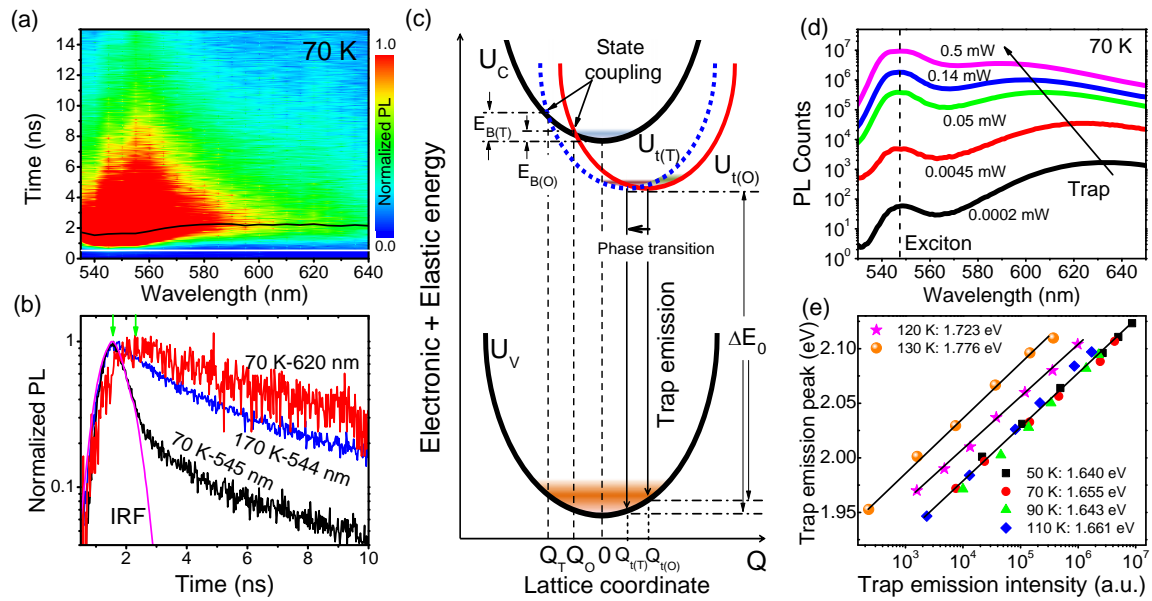 (a)
70 K
1.0
Normalized PL
0.0
14
12
10
8
6
4
2
0
Time (ns)
540 560 580 600 620 640
Wavelength (nm)
(b)
1
0.1
Normalized PL
70 K-620 nm
170 K-544 nm
70 K-545 nm
IRF
2 4 6 8 10
Time (ns)
(c)
Electronic + Elastic energy
U_C
State
coupling
E_B(T)
E_B(O)
U_t(T)
U_t(O)
Phase transition
Trap emission
ΔE_0
U_V
Q_T Q_O 0 Q_t(T) Q_t(O) Q
Lattice coordinate
(d)
70 K
10^7
10^6
10^5
10^4
10^3
10^2
10^1
10^0
PL Counts
0.5 mW
0.14 mW
0.05 mW
0.0045 mW
0.0002 mW
Trap
Exciton
540 560 580 600 620 640
Wavelength (nm)
(e)
120 K: 1.723 eV
130 K: 1.776 eV
2.10
2.05
2.00
1.95
Trap emission peak (eV)
50 K: 1.640 eV
70 K: 1.655 eV
90 K: 1.643 eV
110 K: 1.661 eV
10^3 10^4 10^5 10^6 10^7
Trap emission intensity (a.u.)